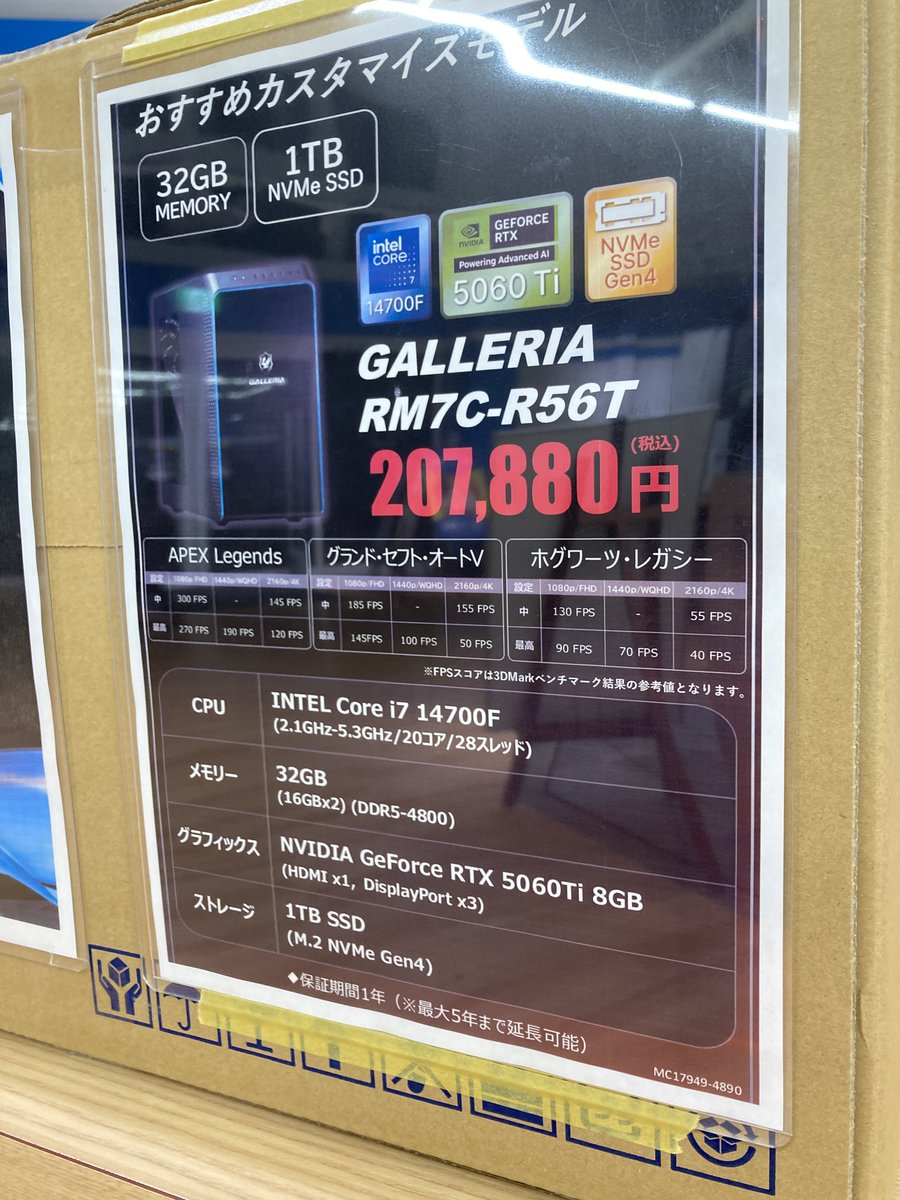 おすすめカスタマイズモデル
32GB
MEMORY
1TB
NVMe SSD
intel
CORE
7
14700F
NVIDIA
GEFORCE
RTX
Powering Advanced AI
5060 Ti
NVMe
SSD
Gen4
GALLERIA
GALLERIA
RM7C-R56T
207,880円(税込)
APEX Legends
設定 1080p/FHD 1440p/WQHD 2160p/4K
中 300 FPS - 145 FPS
最高 270 FPS 190 FPS 120 FPS
グランド・セフト・オートV
設定 1080p/FHD 1440p/WQHD 2160p/4K
中 185 FPS - 155 FPS
最高 145FPS 100 FPS 50 FPS
ホグワーツ・レガシー
設定 1080p/FHD 1440p/WQHD 2160p/4K
中 130 FPS - 55 FPS
最高 90 FPS 70 FPS 40 FPS
※FPSスコアは3DMarkベンチマーク結果の参考値となります。
CPU
INTEL Core i7 14700F
(2.1GHz-5.3GHz/20コア/28スレッド)
メモリー
32GB
(16GBx2) (DDR5-4800)
グラフィックス
NVIDIA GeForce RTX 5060Ti 8GB
(HDMI x1, DisplayPort x3)
ストレージ
1TB SSD
(M.2 NVMe Gen4)
◆保証期間1年（※最大5年まで延長可能）
MC17949-4890